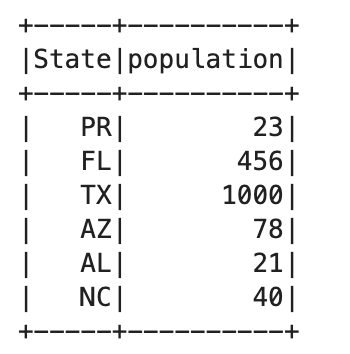 +-----+----------+
|State|population|
+-----+----------+
|   PR|        23|
|   FL|       456|
|   TX|      1000|
|   AZ|        78|
|   AL|        21|
|   NC|        40|
+-----+----------+